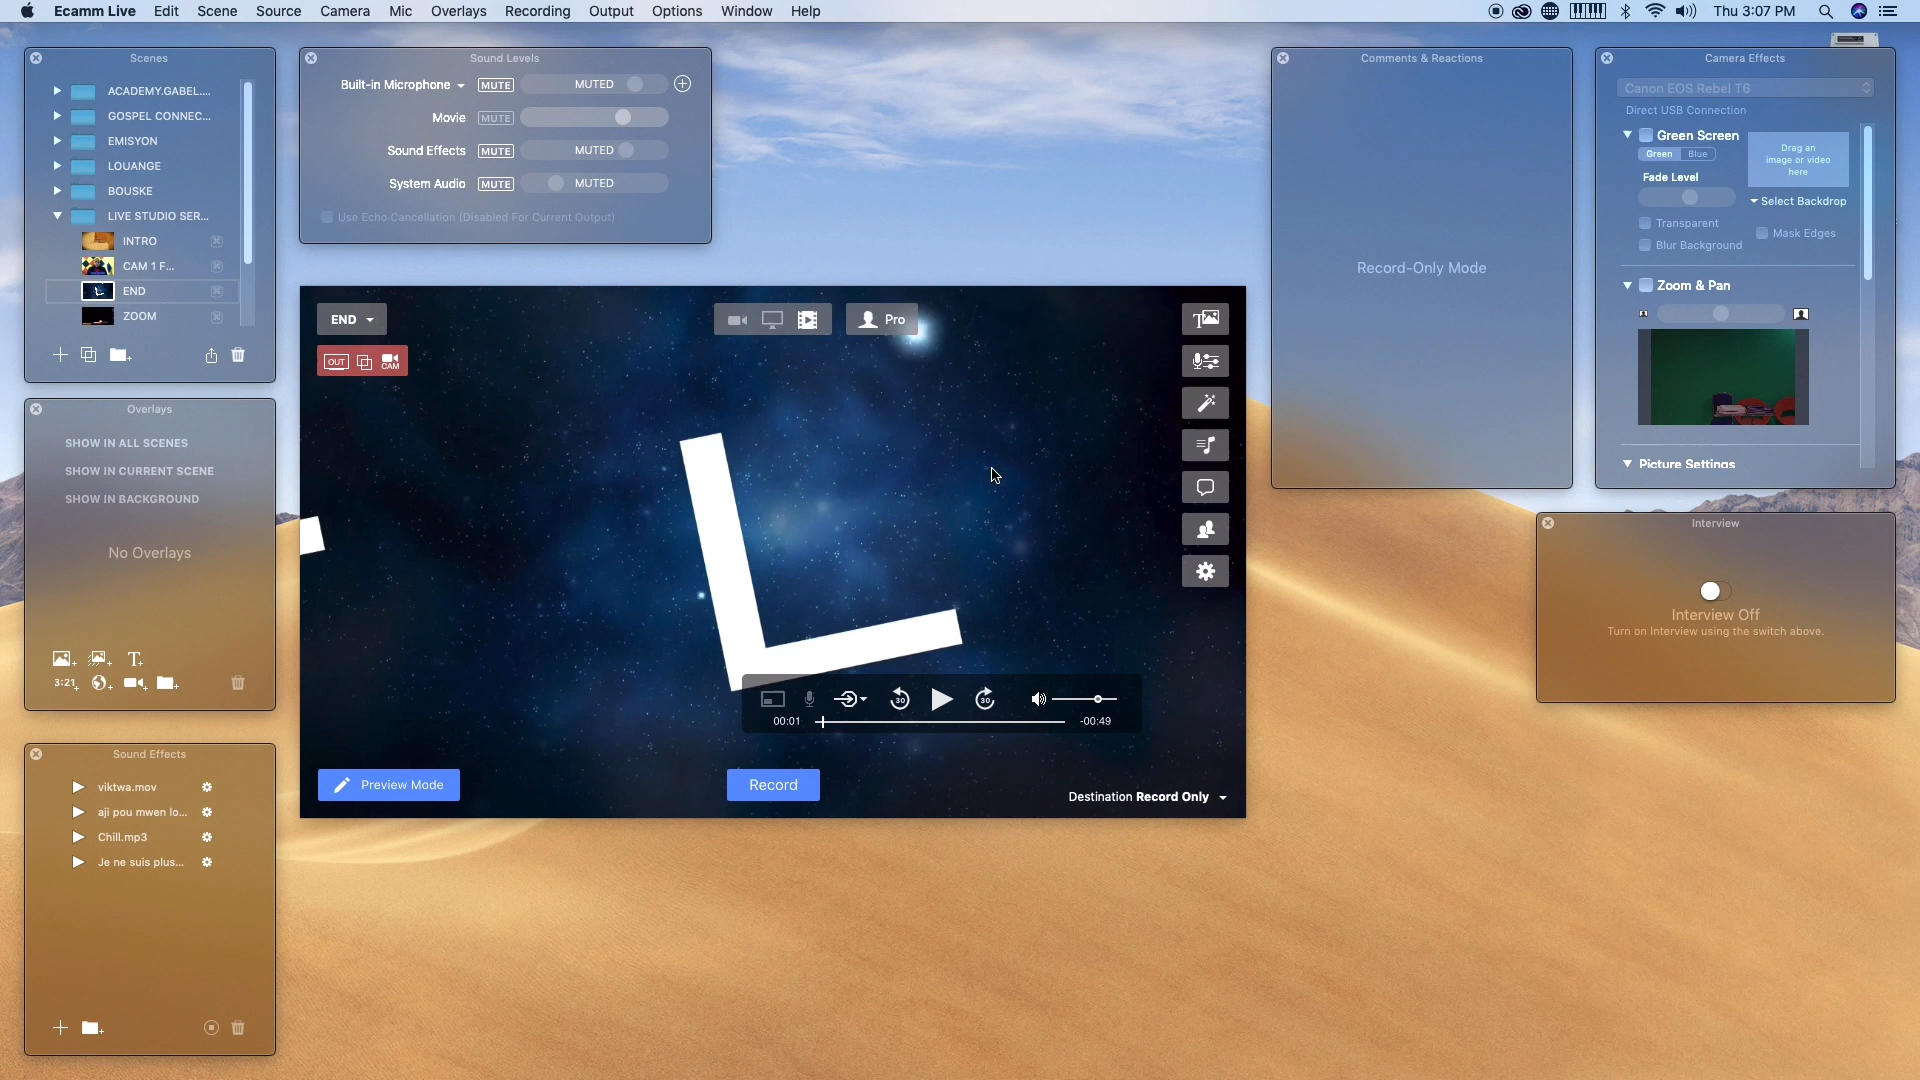 Ecamm Live Edit Scene Source Camera Mic Overlays Recording Output Options Window Help
Thu 3:07 PM
Scenes
ACADEMY.GABEL....
GOSPEL CONNEC...
EMISYON
LOUANGE
BOUSKE
LIVE STUDIO SER...
INTRO
CAM 1 F...
END
ZOOM
Sound Levels
Built-in Microphone MUTE MUTED
Movie MUTE
Sound Effects MUTE MUTED
System Audio MUTE MUTED
Use Echo Cancellation (Disabled For Current Output)
Comments & Reactions
Record-Only Mode
Camera Effects
Canon EOS Rebel T6
Direct USB Connection
Green Screen
Green Blue
Drag an
image or video
here
Fade Level
Select Backdrop
Transparent
Mask Edges
Blur Background
Zoom & Pan
Picture Settings
Overlays
SHOW IN ALL SCENES
SHOW IN CURRENT SCENE
SHOW IN BACKGROUND
No Overlays
3:21
END
Pro
OUT
CAM
L
30 30
00:01 -00:49
Preview Mode
Record
Destination Record Only
Interview
Interview Off
Turn on Interview using the switch above.
Sound Effects
viktwa.mov
aji pou mwen lo...
Chill.mp3
Je ne suis plus...